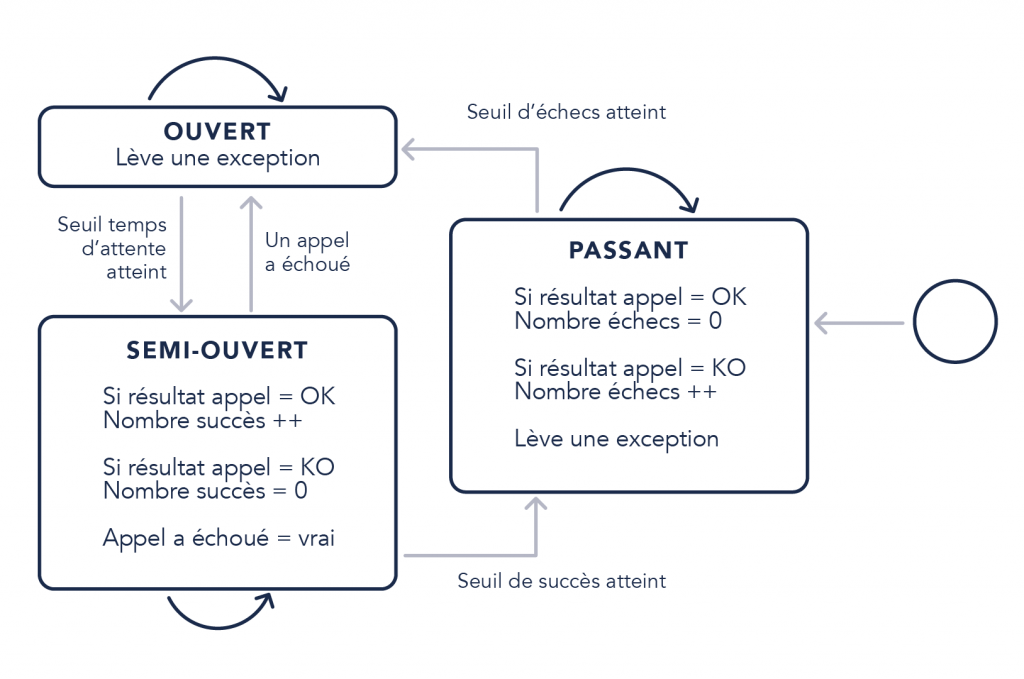 Seuil d’échecs atteint
OUVERT
Lève une exception
Seuil temps
d’attente
atteint
Un appel
a échoué
PASSANT
Si résultat appel = OK
Nombre échecs = 0
Si résultat appel = KO
Nombre échecs ++
Lève une exception
SEMI-OUVERT
Si résultat appel = OK
Nombre succès ++
Si résultat appel = KO
Nombre succès = 0
Appel a échoué = vrai
Seuil de succès atteint